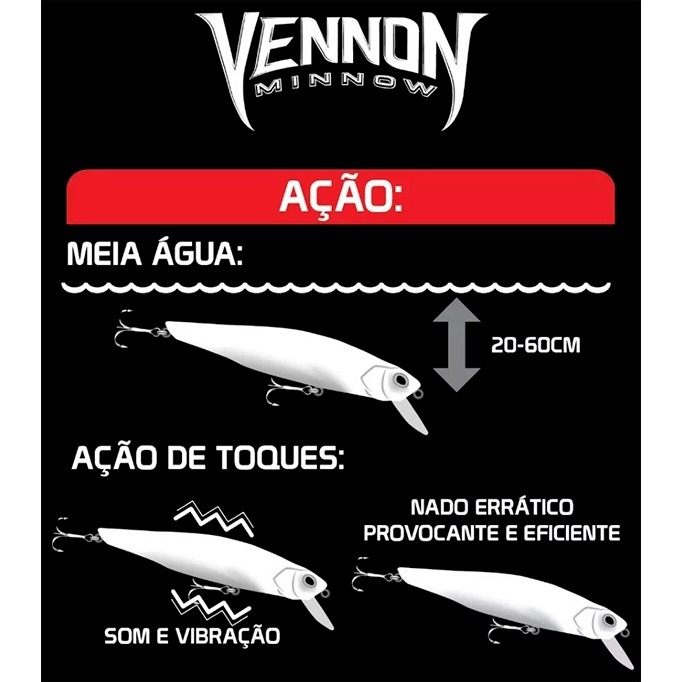 VENNON
MINNOW
AÇÃO:
MEIA ÁGUA:
20-60CM
AÇÃO DE TOQUES:
NADO ERRÁTICO
PROVOCANTE E EFICIENTE
SOM E VIBRAÇÃO